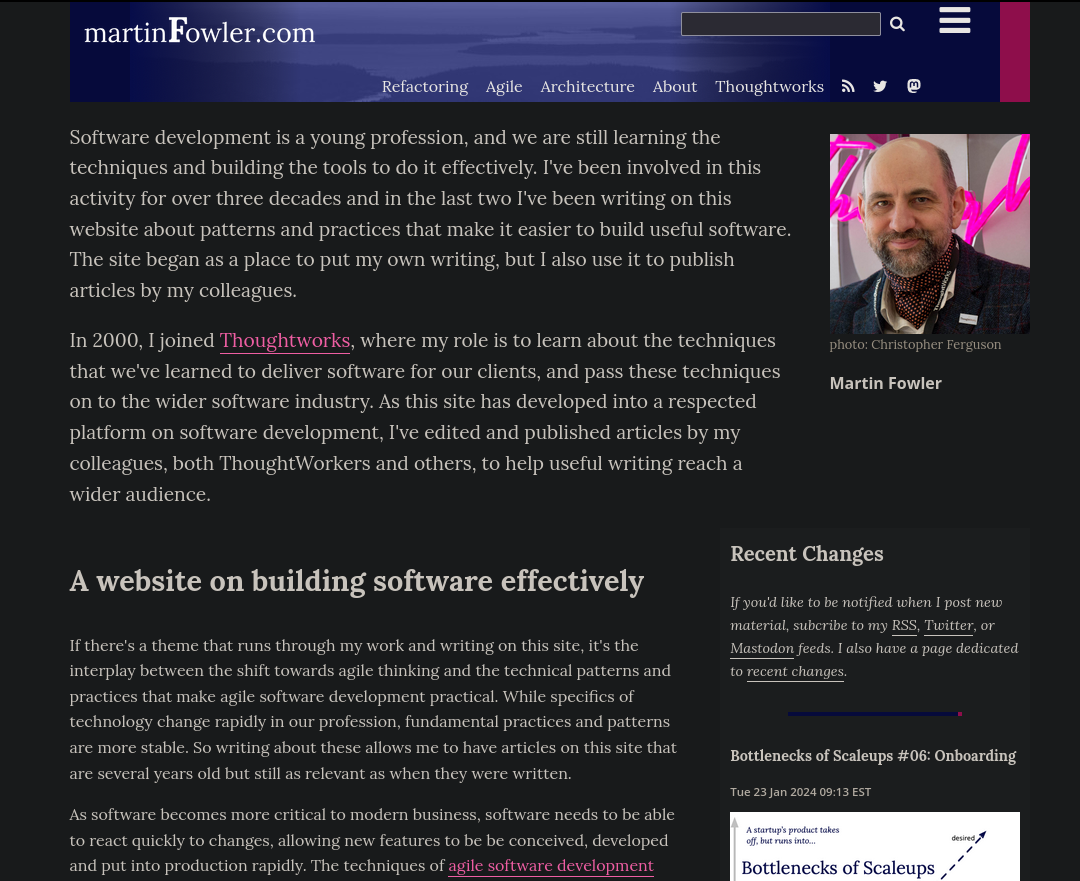 martinFowler.com
Refactoring Agile Architecture About Thoughtworks
Software development is a young profession, and we are still learning the
techniques and building the tools to do it effectively. I've been involved in this
activity for over three decades and in the last two I've been writing on this
website about patterns and practices that make it easier to build useful software.
The site began as a place to put my own writing, but I also use it to publish
articles by my colleagues.
In 2000, I joined Thoughtworks, where my role is to learn about the techniques
that we've learned to deliver software for our clients, and pass these techniques
on to the wider software industry. As this site has developed into a respected
platform on software development, I've edited and published articles by my
colleagues, both ThoughtWorkers and others, to help useful writing reach a
wider audience.
photo: Christopher Ferguson
Martin Fowler
A website on building software effectively
If there's a theme that runs through my work and writing on this site, it's the
interplay between the shift towards agile thinking and the technical patterns and
practices that make agile software development practical. While specifics of
technology change rapidly in our profession, fundamental practices and patterns
are more stable. So writing about these allows me to have articles on this site that
are several years old but still as relevant as when they were written.
As software becomes more critical to modern business, software needs to be able
to react quickly to changes, allowing new features to be be conceived, developed
and put into production rapidly. The techniques of agile software development
Recent Changes
If you'd like to be notified when I post new
material, subcribe to my RSS, Twitter, or
Mastodon feeds. I also have a page dedicated
to recent changes.
Bottlenecks of Scaleups #06: Onboarding
Tue 23 Jan 2024 09:13 EST
A startup's product takes
off, but runs into...
desired
Bottlenecks of Scaleups